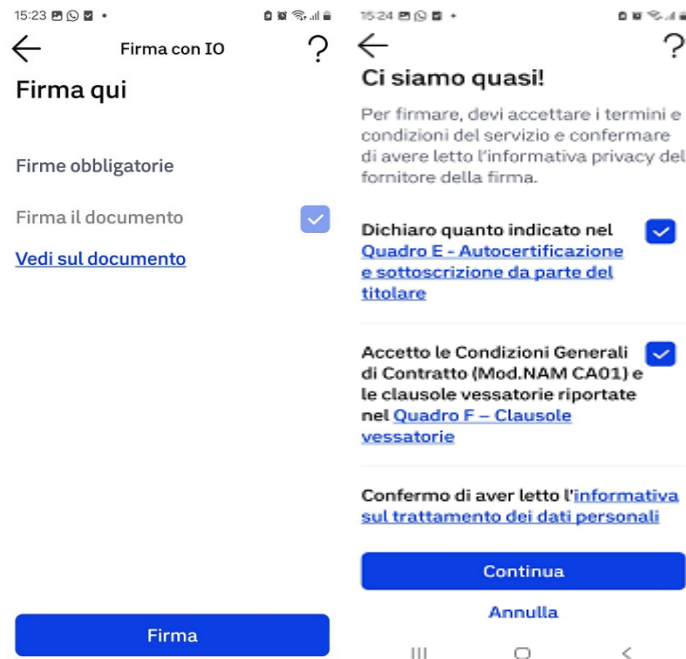 15:23
Firma con IO
?
Firma qui
Firme obbligatorie
Firma il documento
Vedi sul documento
Firma
15:24
?
Ci siamo quasi!
Per firmare, devi accettare i termini e
condizioni del servizio e confermare
di avere letto l'informativa privacy del
fornitore della firma.
Dichiaro quanto indicato nel
Quadro E - Autocertificazione
e sottoscrizione da parte del
titolare
Accetto le Condizioni Generali
di Contratto (Mod.NAM CA01) e
le clausole vessatorie riportate
nel Quadro F – Clausole
vessatorie
Confermo di aver letto l'informativa
sul trattamento dei dati personali
Continua
Annulla